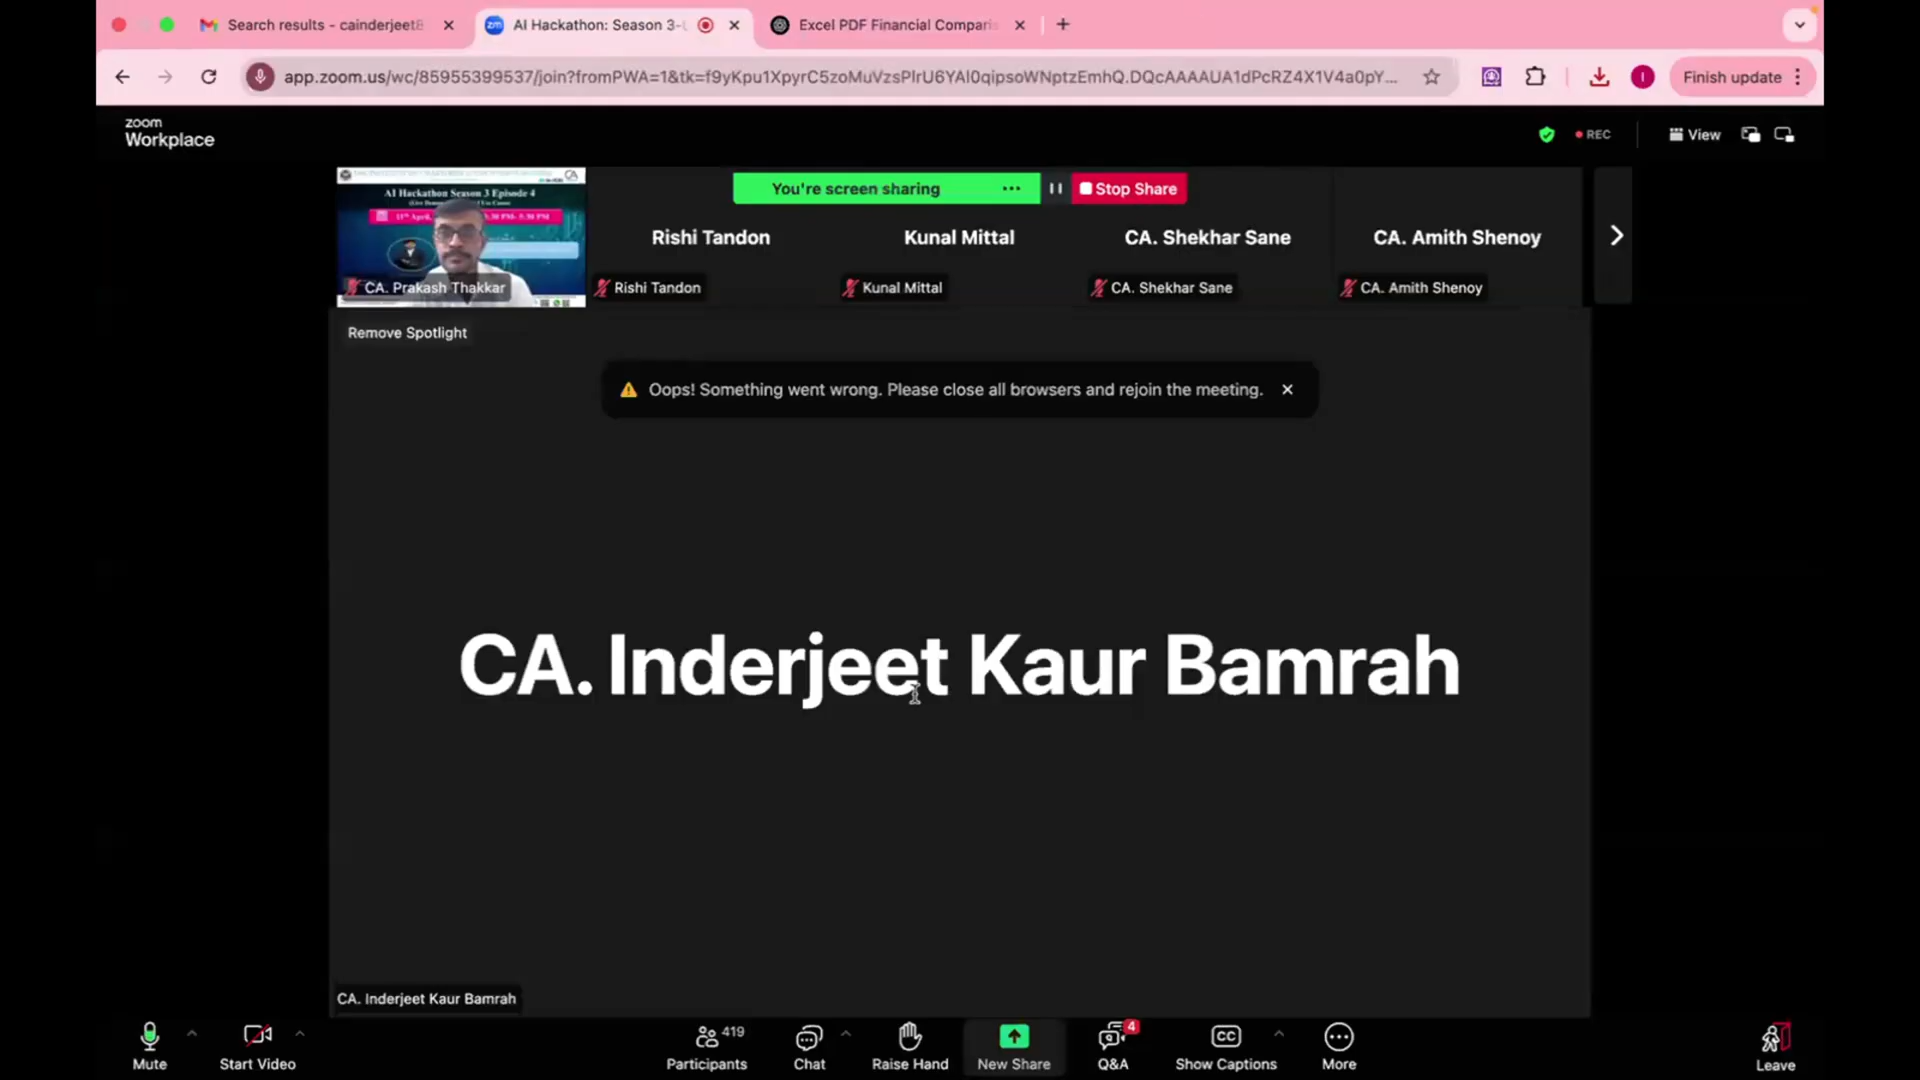 Search results - cainderjeet8
AI Hackathon: Season 3-
Excel PDF Financial Comparis
app.zoom.us/wc/85955399537/join?fromPWA=1&tk=f9yKpu1XpyrC5zoMuVzsPIrU6YAI0qipsoWNptzEmhQ.DQcAAAAUA1dPcRZ4X1V4a0pY...
Finish update
zoom
Workplace
REC
View
AI Hackathon Season 3 Episode 4
CA. Prakash Thakkar
You're screen sharing
Stop Share
Rishi Tandon
Kunal Mittal
CA. Shekhar Sane
CA. Amith Shenoy
Rishi Tandon
Kunal Mittal
CA. Shekhar Sane
CA. Amith Shenoy
Remove Spotlight
Oops! Something went wrong. Please close all browsers and rejoin the meeting.
CA. Inderjeet Kaur Bamrah
CA. Inderjeet Kaur Bamrah
Mute
Start Video
419
Participants
Chat
Raise Hand
New Share
4
Q&A
CC
Show Captions
More
Leave